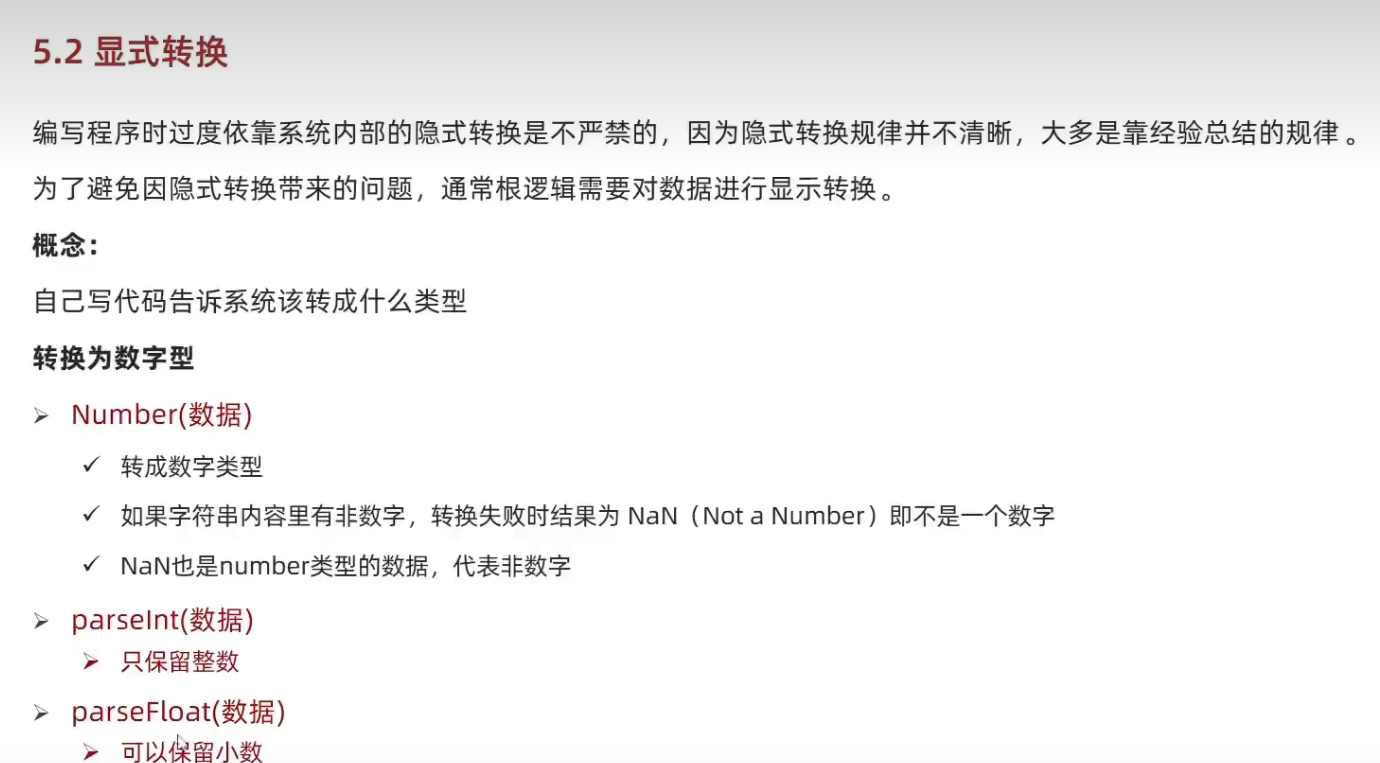 5.2 显式转换
编写程序时过度依靠系统内部的隐式转换是不严禁的，因为隐式转换规律并不清晰，大多是靠经验总结的规律。
为了避免因隐式转换带来的问题，通常根逻辑需要对数据进行显示转换。
概念：
自己写代码告诉系统该转成什么类型
转换为数字型
➢ Number(数据)
✓ 转成数字类型
✓ 如果字符串内容里有非数字，转换失败时结果为 NaN（Not a Number）即不是一个数字
✓ NaN也是number类型的数据，代表非数字
➢ parseInt(数据)
➢ 只保留整数
➢ parseFloat(数据)
➢ 可以保留小数